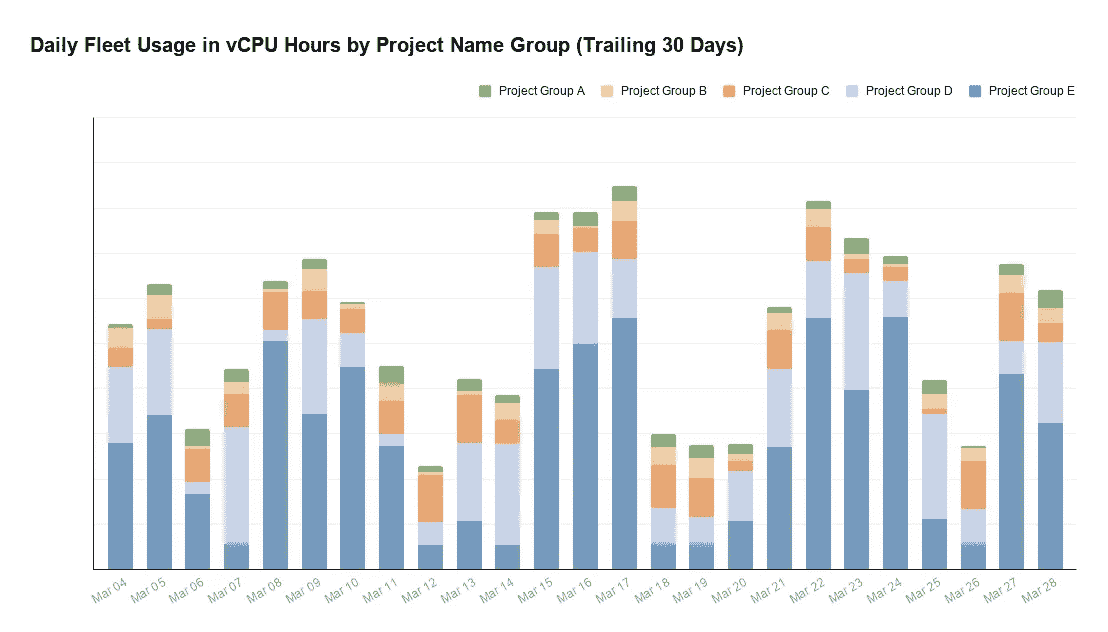 Daily Fleet Usage in vCPU Hours by Project Name Group (Trailing 30 Days)
Project Group A Project Group B Project Group C Project Group D Project Group E
Mar 04 Mar 05 Mar 06 Mar 07 Mar 08 Mar 09 Mar 10 Mar 11 Mar 12 Mar 13 Mar 14 Mar 15 Mar 16 Mar 17 Mar 18 Mar 19 Mar 20 Mar 21 Mar 22 Mar 23 Mar 24 Mar 25 Mar 26 Mar 27 Mar 28